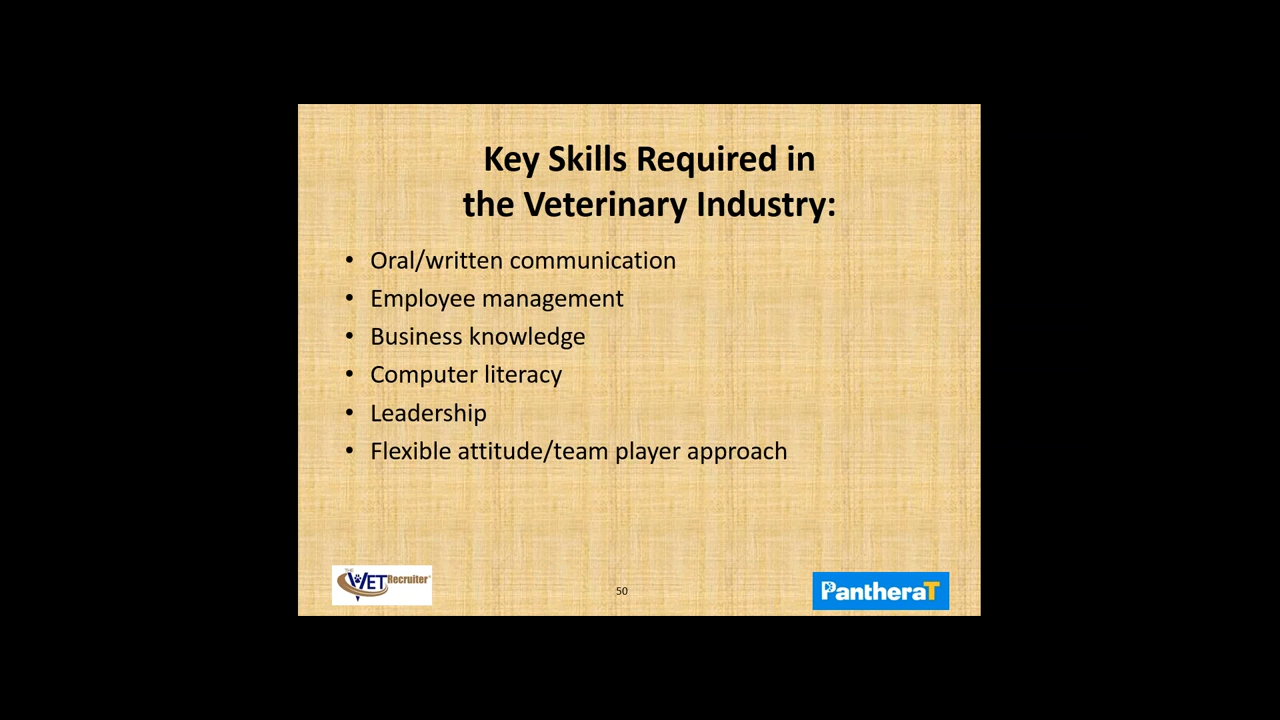 Key Skills Required in
the Veterinary Industry:
• Oral/written communication
• Employee management
• Business knowledge
• Computer literacy
• Leadership
• Flexible attitude/team player approach
THE
VET Recruiter®
50
PantheraT